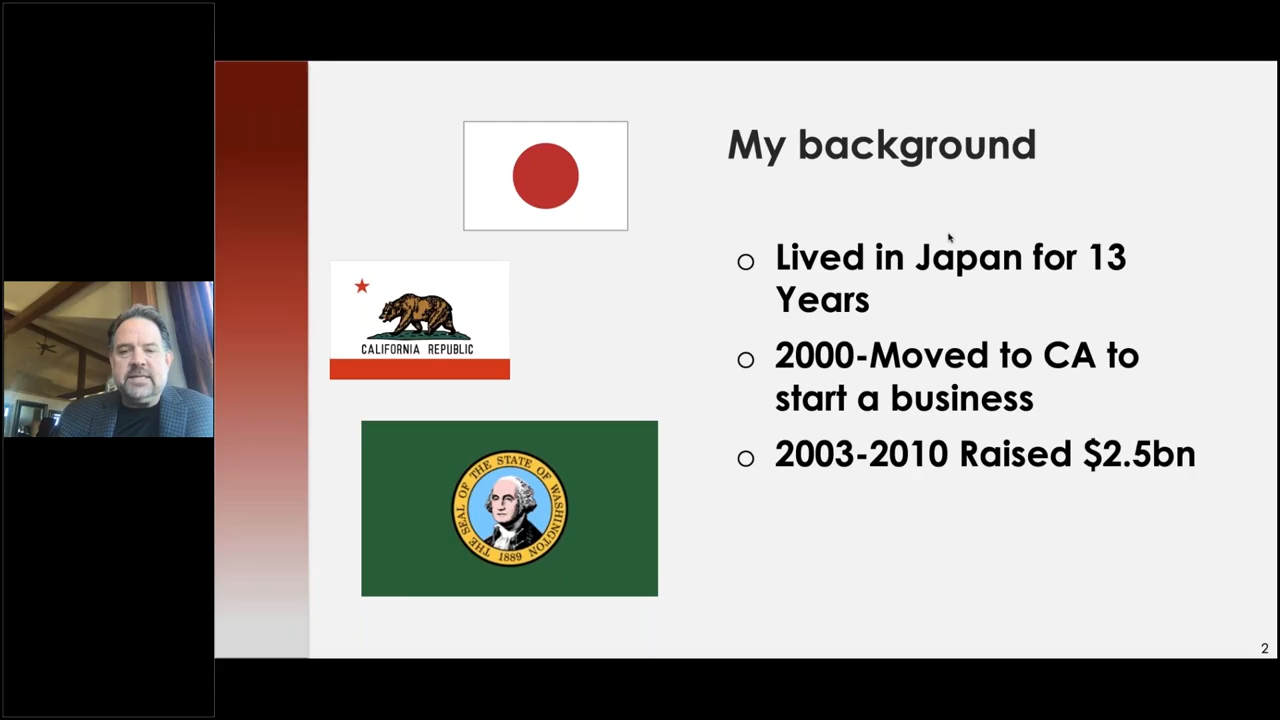 My background
○ Lived in Japan for 13
Years
○ 2000-Moved to CA to
start a business
○ 2003-2010 Raised $2.5bn
CALIFORNIA REPUBLIC
THE SEAL OF THE STATE OF WASHINGTON
1889
2